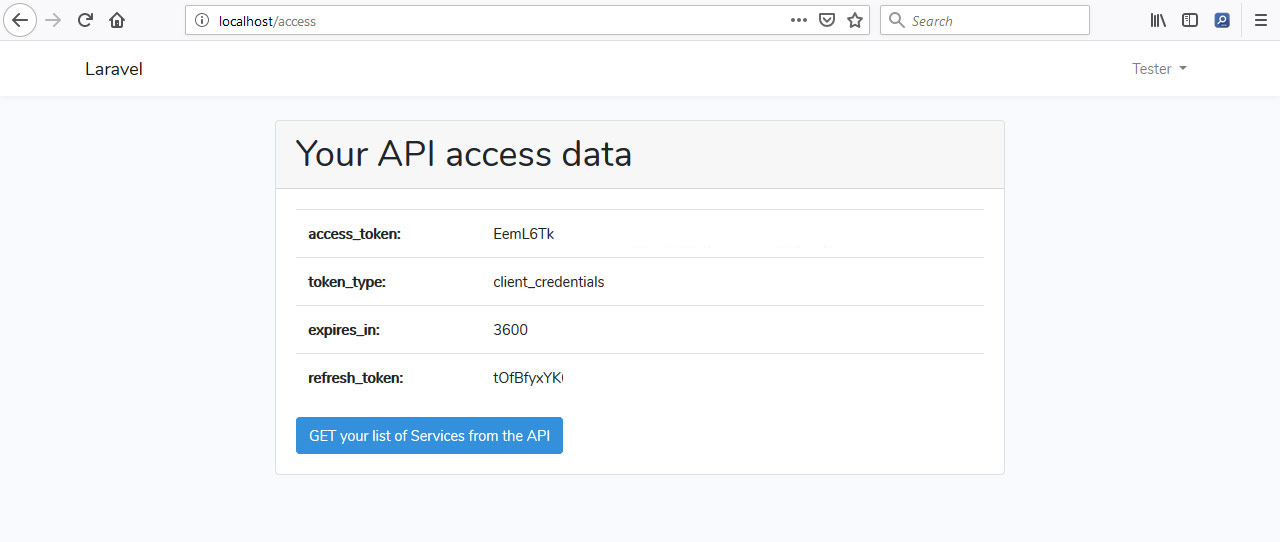 localhost/access
Search
Laravel
Tester
Your API access data
access_token: EemL6Tk
token_type: client_credentials
expires_in: 3600
refresh_token: tOfBfyxYK
GET your list of Services from the API